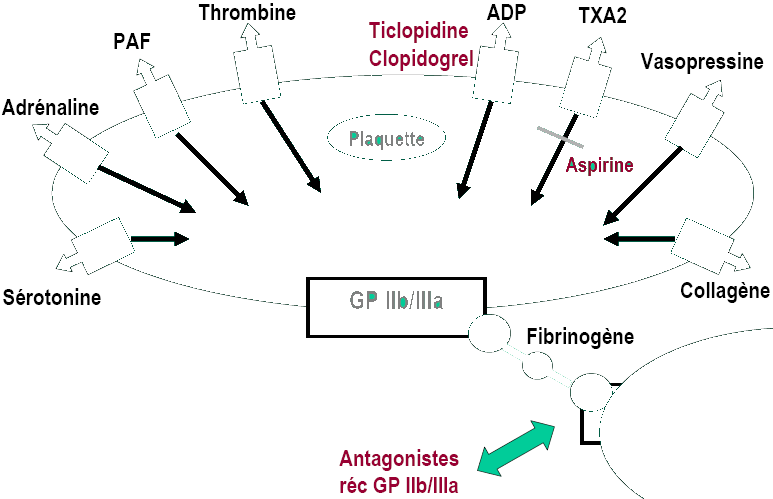 Thrombine
ADP
TXA2
Ticlopidine
Clopidogrel
PAF
Vasopressine
Adrénaline
Plaquette
Aspirine
Sérotonine
Collagène
GP IIb/IIIa
Fibrinogène
Antagonistes
réc GP IIb/IIIa